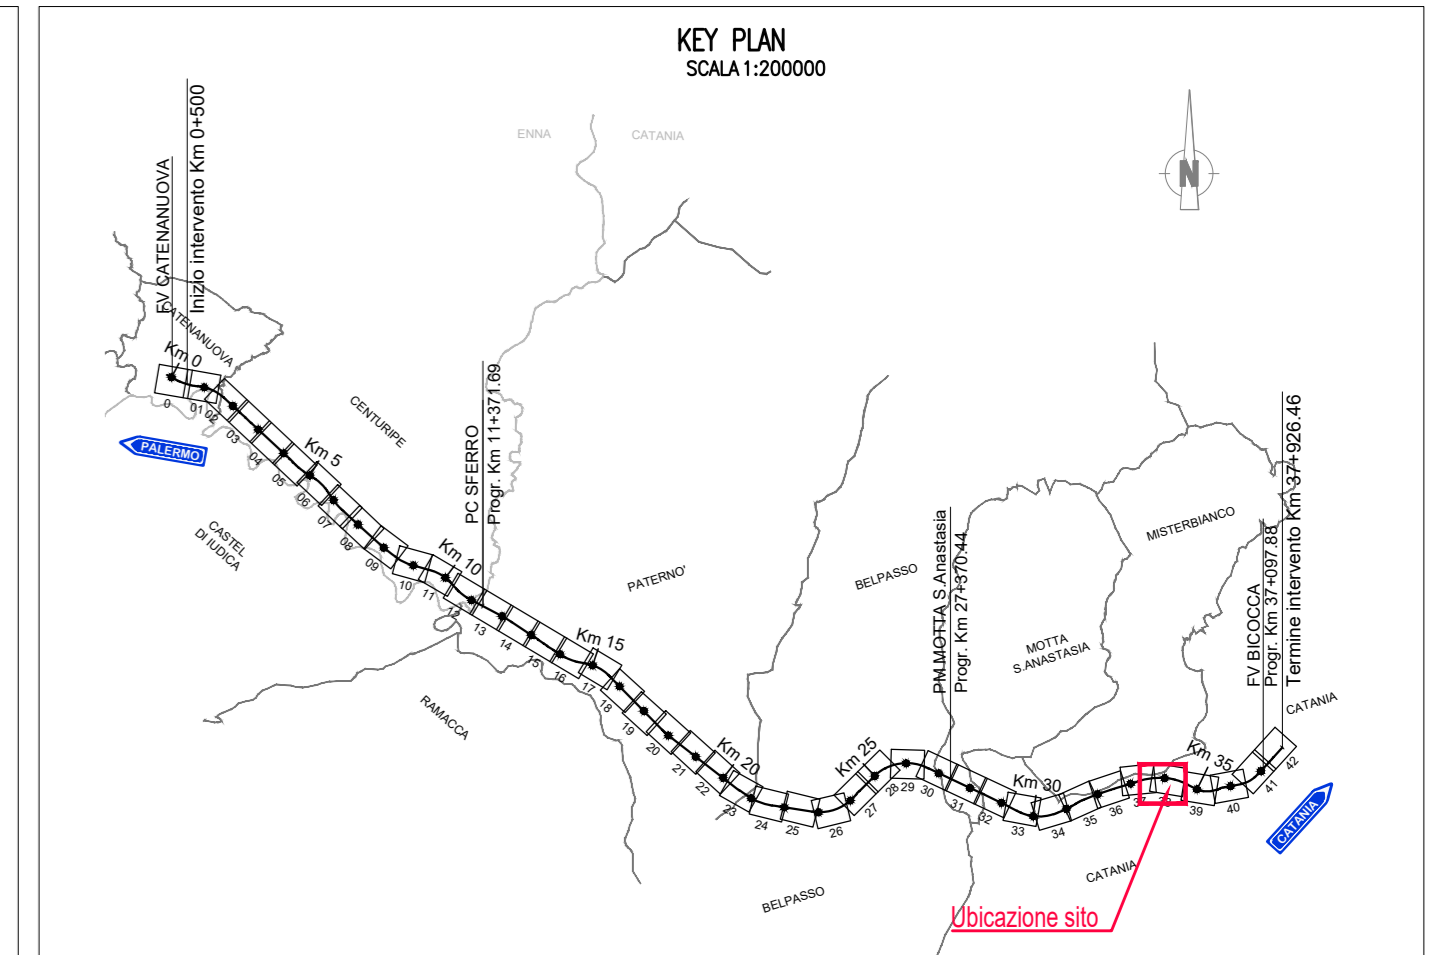 KEY PLAN
SCALA 1:200000
ENNA
CATANIA
N
FV CATENANUOVA
Inizio intervento Km 0+500
CATENANUOVA
Km 0
0
01
02
03
04
05
06
07
08
09
10
11
12
13
14
15
16
17
18
19
20
21
22
23
24
25
26
27
28
29
30
31
32
33
34
35
36
37
38
39
40
41
42
PALERMO
CENTURIPE
Km 5
CASTEL
DI IUDICA
Km 10
PC SFERRO
Progr. Km 11+371.69
Km 15
PATERNO'
RAMACCA
Km 20
BELPASSO
Km 25
PM MOTTA S.Anastasia
Progr. Km 27+370.44
MOTTA
S.ANASTASIA
MISTERBIANCO
Km 30
Km 35
FV BICOCCA
Progr. Km 37+097.88
Termine intervento Km 37+926.46
CATANIA
CATANIA
CATANIA
BELPASSO
Ubicazione sito